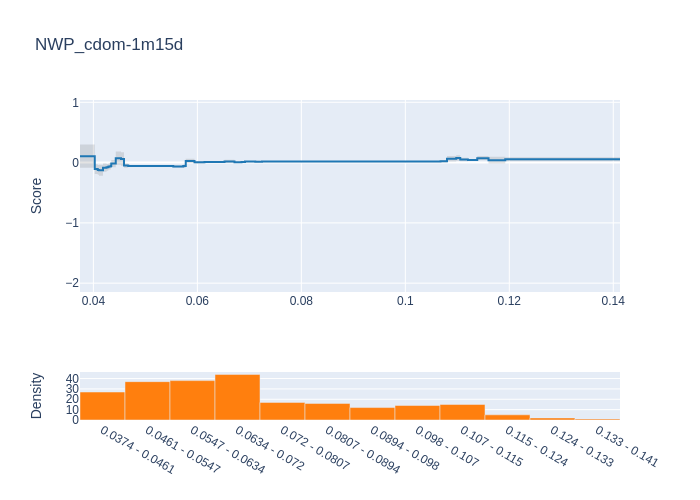 NWP_cdom-1m15d
Score
1
0
−1
−2
0.04 0.06 0.08 0.1 0.12 0.14
Density
40
30
20
10
0
0.0374 - 0.0461
0.0461 - 0.0547
0.0547 - 0.0634
0.0634 - 0.072
0.072 - 0.0807
0.0807 - 0.0894
0.0894 - 0.098
0.098 - 0.107
0.107 - 0.115
0.115 - 0.124
0.124 - 0.133
0.133 - 0.141